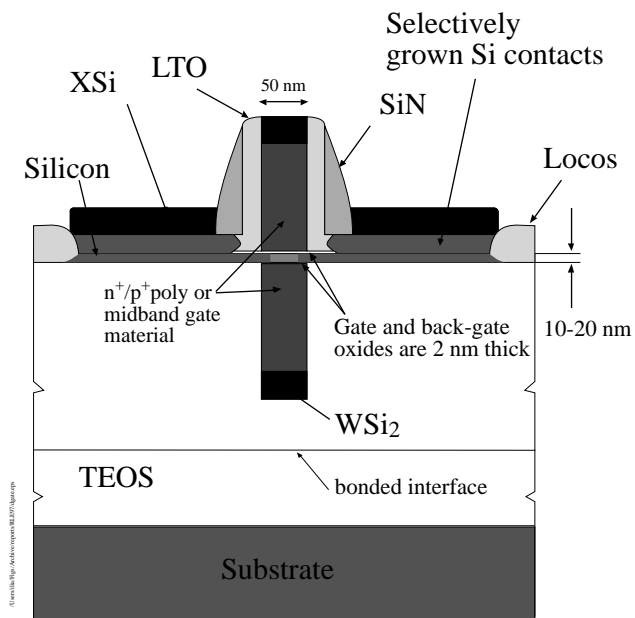 Selectively
grown Si contacts
50 nm
LTO
XSi
SiN
Silicon
Locos
n+/p+poly or
midband gate
material
Gate and back-gate
oxides are 2 nm thick
10-20 nm
WSi2
TEOS
bonded interface
Substrate